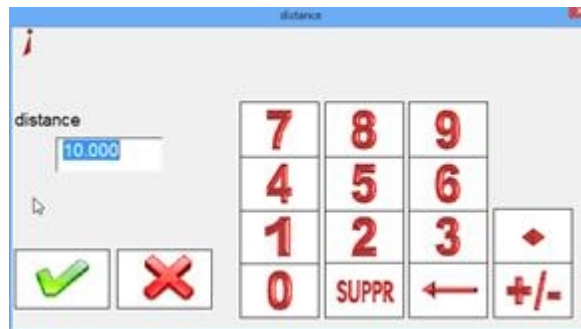 distance
i
distance
10.000
7 8 9
4 5 6
1 2 3
0 SUPPR ← +/-